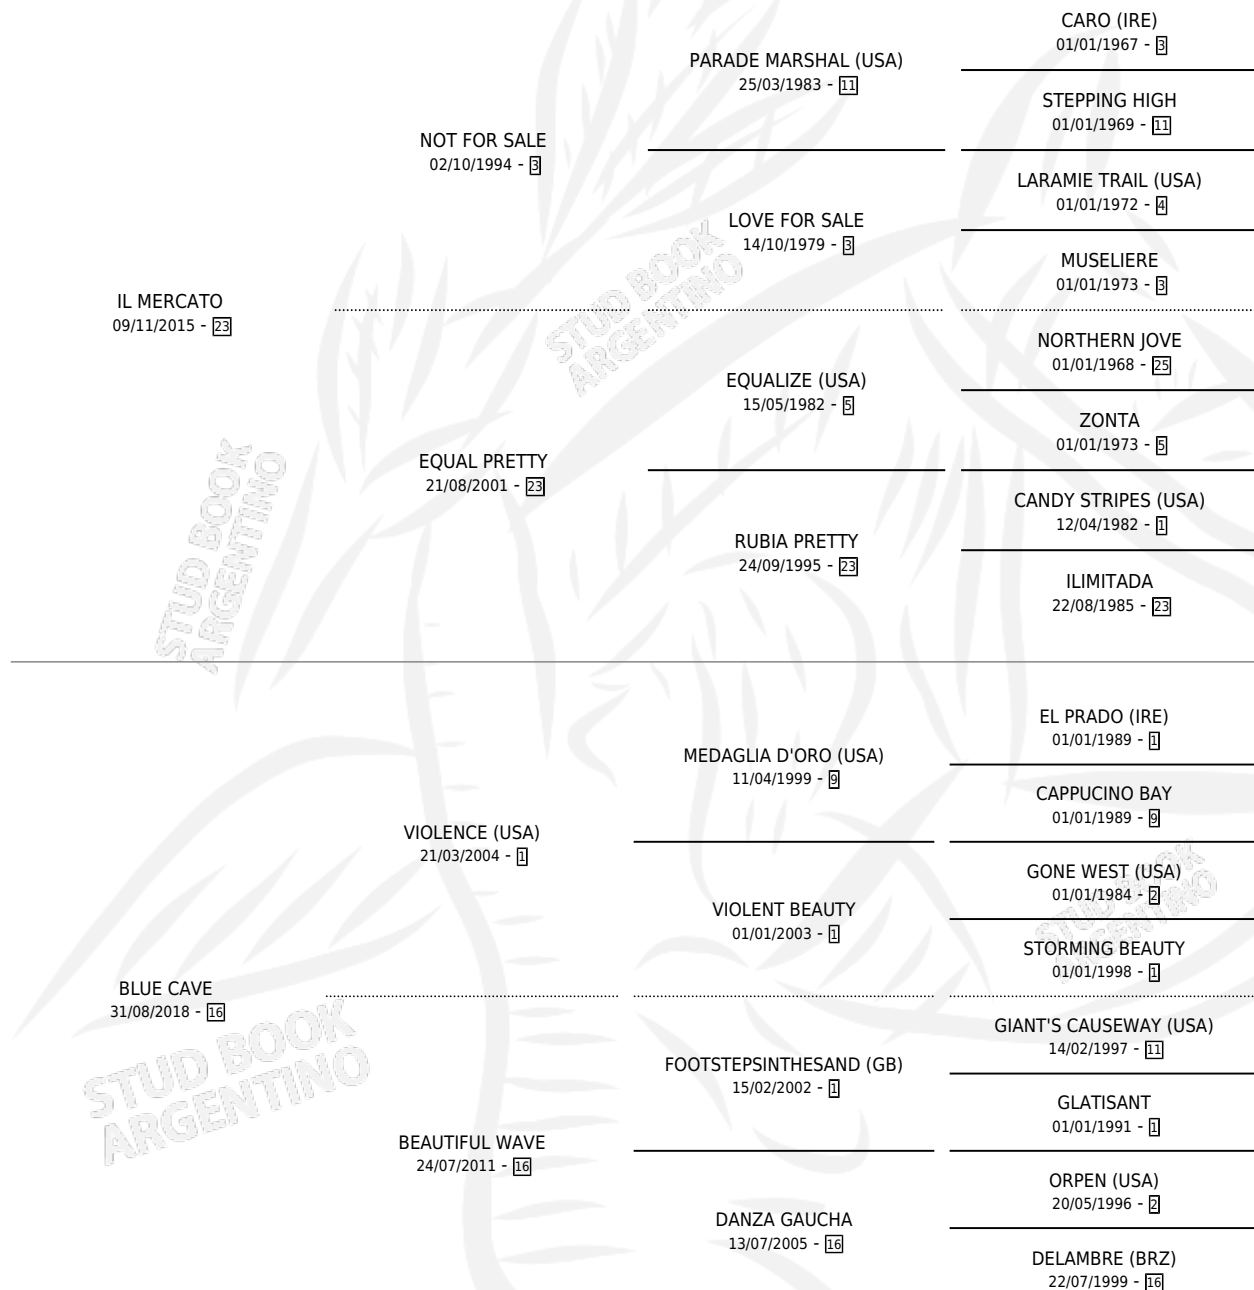 CARO (IRE)
01/01/1967 - 3
PARADE MARSHAL (USA)
25/03/1983 - 11
STEPPING HIGH
01/01/1969 - 11
NOT FOR SALE
02/10/1994 - 3
LARAMIE TRAIL (USA)
01/01/1972 - 4
LOVE FOR SALE
14/10/1979 - 3
MUSELIERE
01/01/1973 - 3
IL MERCATO
09/11/2015 - 23
NORTHERN JOVE
01/01/1968 - 25
EQUALIZE (USA)
15/05/1982 - 5
ZONTA
01/01/1973 - 5
EQUAL PRETTY
21/08/2001 - 23
CANDY STRIPES (USA)
12/04/1982 - 1
RUBIA PRETTY
24/09/1995 - 23
ILIMITADA
22/08/1985 - 23
EL PRADO (IRE)
01/01/1989 - 1
MEDAGLIA D'ORO (USA)
11/04/1999 - 9
CAPPUCINO BAY
01/01/1989 - 9
VIOLENCE (USA)
21/03/2004 - 1
GONE WEST (USA)
01/01/1984 - 2
VIOLENT BEAUTY
01/01/2003 - 1
STORMING BEAUTY
01/01/1998 - 1
BLUE CAVE
31/08/2018 - 16
GIANT'S CAUSEWAY (USA)
14/02/1997 - 11
FOOTSTEPSINTHESAND (GB)
15/02/2002 - 1
GLATISANT
01/01/1991 - 1
BEAUTIFUL WAVE
24/07/2011 - 16
ORPEN (USA)
20/05/1996 - 2
DANZA GAUCHA
13/07/2005 - 16
DELAMBRE (BRZ)
22/07/1999 - 16
STUD BOOK
ARGENTINO
STUD BOOK
ARGENTINO
STUD BOOK
ARGENTINO
STUD BOOK
ARGENTINO